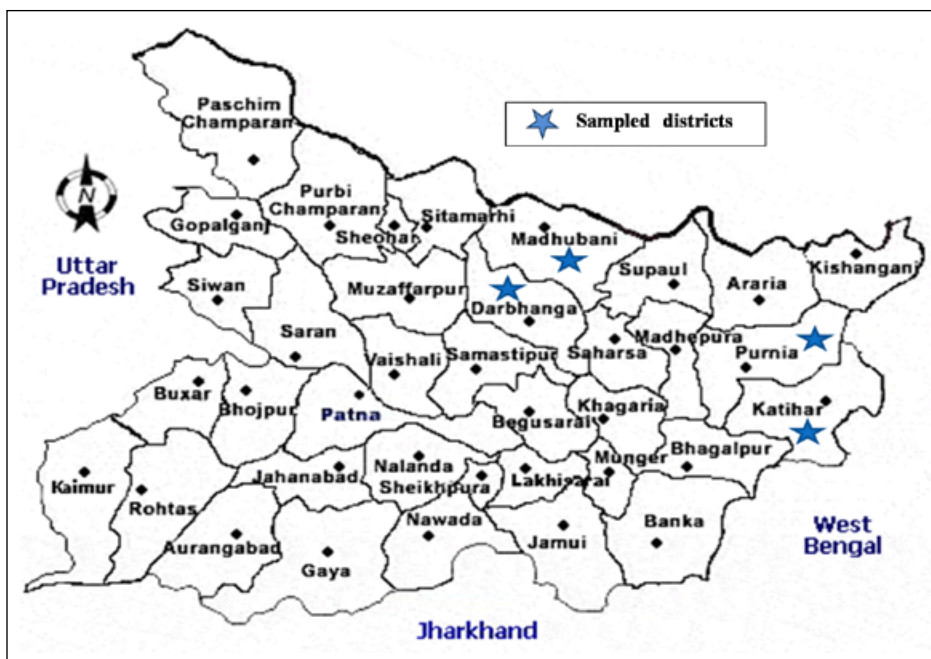 Paschim
Champaran
Sampled districts
N
Purbi
Champaran
Sitamarhi
Gopalganj
Sheohar
Madhubani
Uttar
Pradesh
Siwan
Muzaffarpur
Supaul
Araria
Kishanganj
Darbhanga
Saran
Vaishali
Samastipur
Saharsa
Madhepura
Purnia
Buxar
Bhojpur
Patna
Begusarai
Khagaria
Katihar
Kaimur
Rohtas
Jahanabad
Nalanda
Sheikhpura
Lakhisarai
Munger
Bhagalpur
Aurangabad
Gaya
Nawada
Jamui
Banka
West
Bengal
Jharkhand